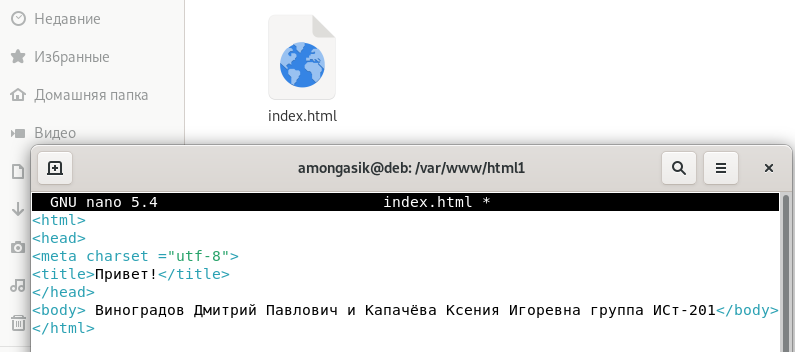 Недавние
Избранные
Домашняя папка
Видео
index.html
amongasik@deb: /var/www/html1
GNU nano 5.4 index.html *
<html>
<head>
<meta charset ="utf-8">
<title>Привет!</title>
</head>
<body> Виноградов Дмитрий Павлович и Капачёва Ксения Игоревна группа ИСт-201</body>
</html>